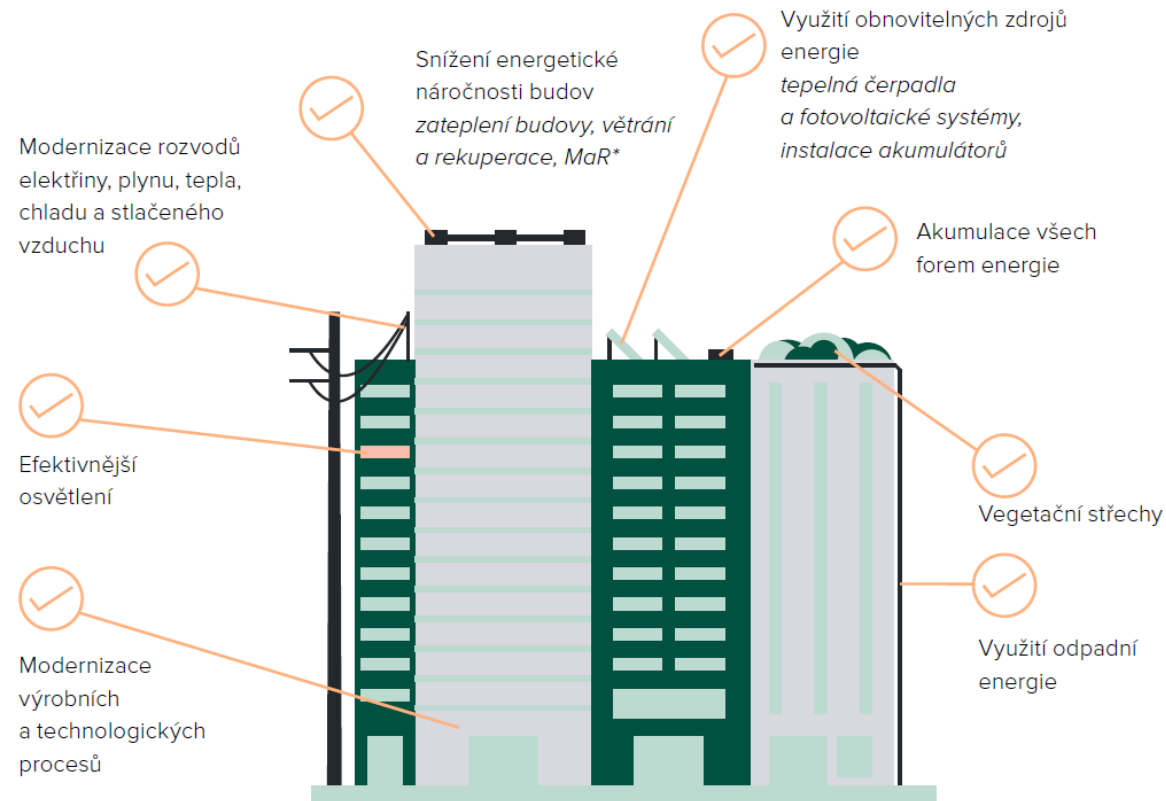 Využití obnovitelných zdrojů
energie
tepelná čerpadla
a fotovoltaické systémy,
instalace akumulátorů
Snížení energetické
náročnosti budov
zateplení budovy, větrání
a rekuperace, MaR*
Modernizace rozvodů
elektřiny, plynu, tepla,
chladu a stlačeného
vzduchu
Akumulace všech
forem energie
Efektivnější
osvětlení
Vegetační střechy
Modernizace
výrobních
a technologických
procesů
Využití odpadní
energie